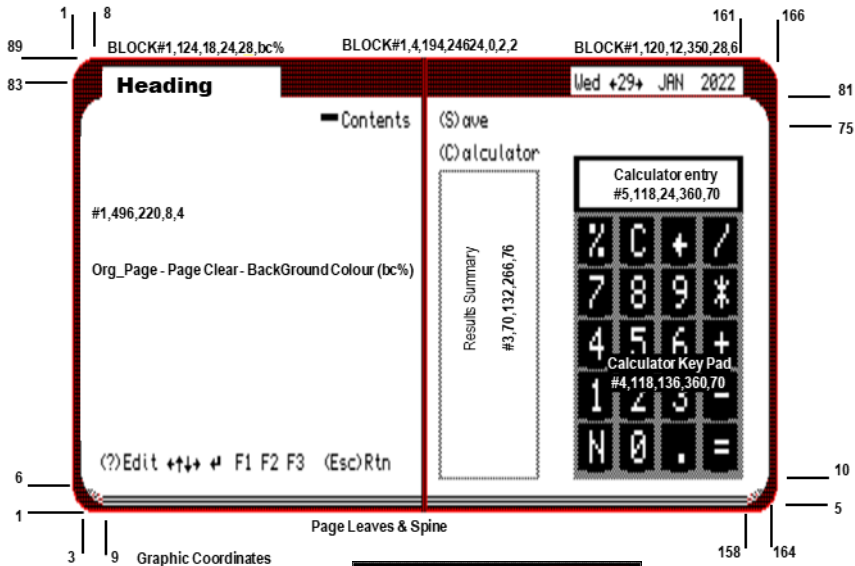 1 8 161 166
89 BLOCK#1,124,18,24,28,bc% BLOCK#1,4,194,24624,0,2,2 BLOCK#1,120,12,350,28,6
83 Heading Wed ←29→ JAN 2022 81
Contents (S)ave 75
(C)alculator
Calculator entry
#5,118,24,360,70
#1,496,220,8,4
% C ← /
Org_Page - Page Clear - BackGround Colour (bc%)
Results Summary
#3,70,132,266,76
7 8 9 *
4 5 6 +
Calculator Key Pad
#4,118,136,360,70
1 2 3 -
N 0 . =
(?)Edit ←↑↓→ ↵ F1 F2 F3 (Esc)Rtn
6 10
1 5
Page Leaves & Spine
3 9 Graphic Coordinates 158 164